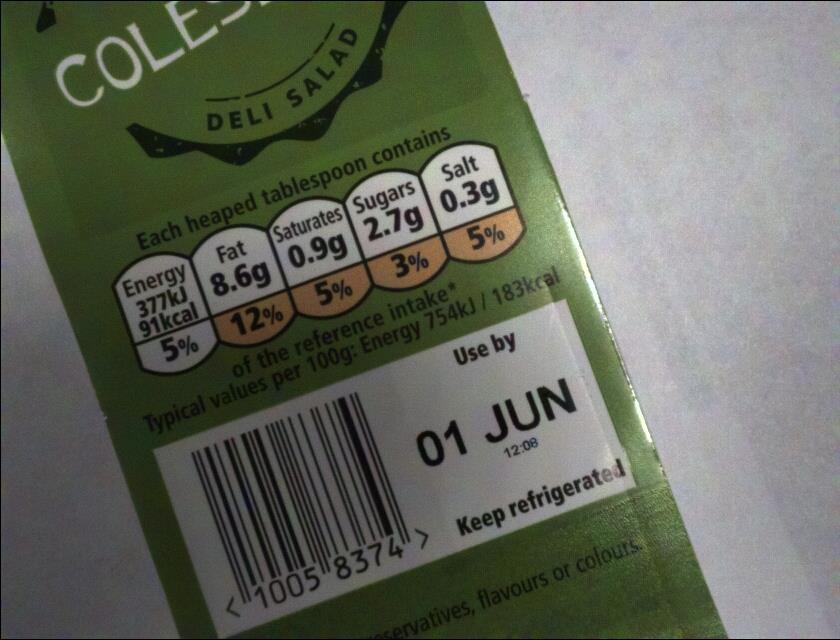 DELI SALAD
Each heaped tablespoon contains
Energy
377kJ
91kcal
5%
Fat
8.6g
12%
Saturates
0.9g
5%
Sugars
2.7g
3%
Salt
0.3g
5%
of the reference intake*
Typical values per 100g: Energy 754kJ / 183kcal
Use by
01 JUN
12:08
Keep refrigerated
< 1005 8374 >
flavours or colours.